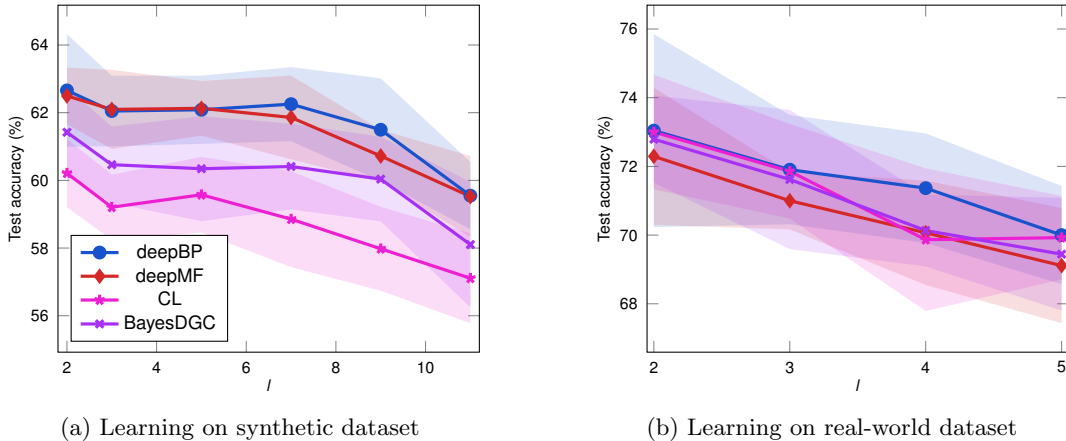 64
62
60
58
56
Test accuracy (%)
deepBP
deepMF
CL
BayesDGC
2
4
6
8
10
l
(a) Learning on synthetic dataset
76
74
72
70
68
Test accuracy (%)
2
3
4
5
l
(b) Learning on real-world dataset